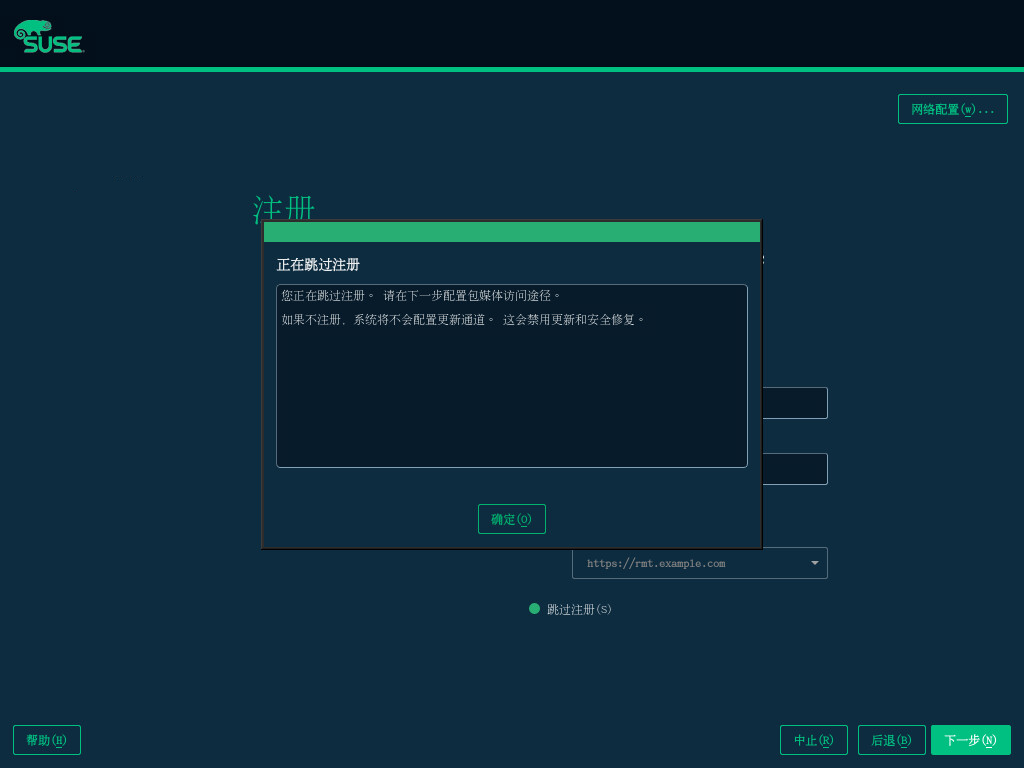 SUSE
网络配置(w)...
注册
正在跳过注册
您正在跳过注册。 请在下一步配置包媒体访问途径。
如果不注册，系统将不会配置更新通道。 这会禁用更新和安全修复。
确定(O)
https://rmt.example.com
跳过注册(S)
帮助(H)
中止(R)
后退(B)
下一步(N)